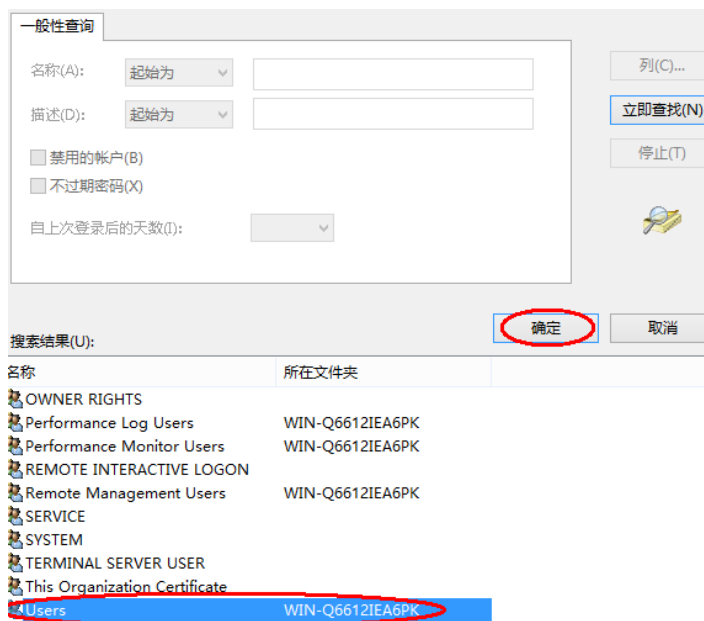 一般性查询
名称(A): 起始为
列(C)...
描述(D): 起始为
立即查找(N)
禁用的帐户(B)
停止(T)
不过期密码(X)
自上次登录后的天数(I):
确定 取消
搜索结果(U):
名称 所在文件夹
OWNER RIGHTS
Performance Log Users WIN-Q6612IEA6PK
Performance Monitor Users WIN-Q6612IEA6PK
REMOTE INTERACTIVE LOGON
Remote Management Users WIN-Q6612IEA6PK
SERVICE
SYSTEM
TERMINAL SERVER USER
This Organization Certificate
Users WIN-Q6612IEA6PK